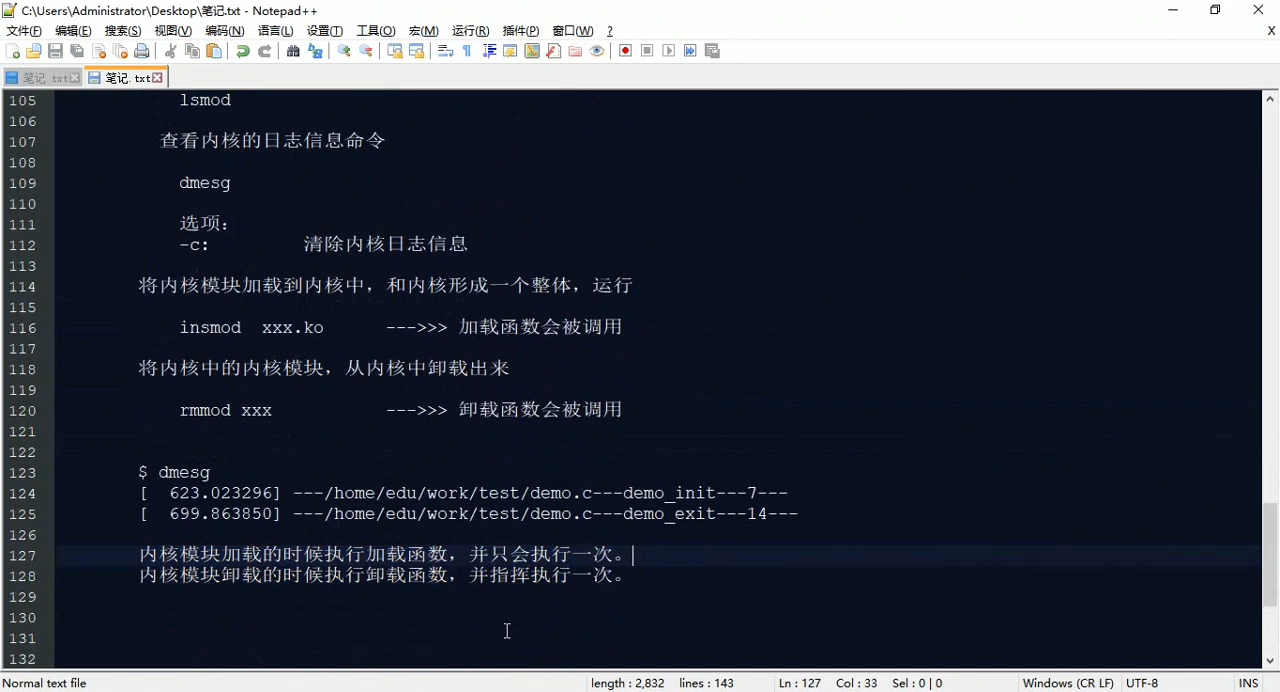 C:\Users\Administrator\Desktop\笔记.txt - Notepad++
文件(F) 编辑(E) 搜索(S) 视图(V) 编码(N) 语言(L) 设置(T) 工具(O) 宏(M) 运行(R) 插件(P) 窗口(W) ? X
笔记.txt 笔记.txt
105 lsmod
106
107 查看内核的日志信息命令
108
109 dmesg
110
111 选项:
112 -c: 清除内核日志信息
113
114 将内核模块加载到内核中，和内核形成一个整体，运行
115
116 insmod xxx.ko --->>> 加载函数会被调用
117
118 将内核中的内核模块，从内核中卸载出来
119
120 rmmod xxx --->>> 卸载函数会被调用
121
122
123 $ dmesg
124 [ 623.023296] ---/home/edu/work/test/demo.c---demo_init---7---
125 [ 699.863850] ---/home/edu/work/test/demo.c---demo_exit---14---
126
127 内核模块加载的时候执行加载函数，并只会执行一次。
128 内核模块卸载的时候执行卸载函数，并指挥执行一次。
129
130
131
132
Normal text file length : 2,832 lines : 143 Ln : 127 Col : 33 Sel : 0 | 0 Windows (CR LF) UTF-8 INS